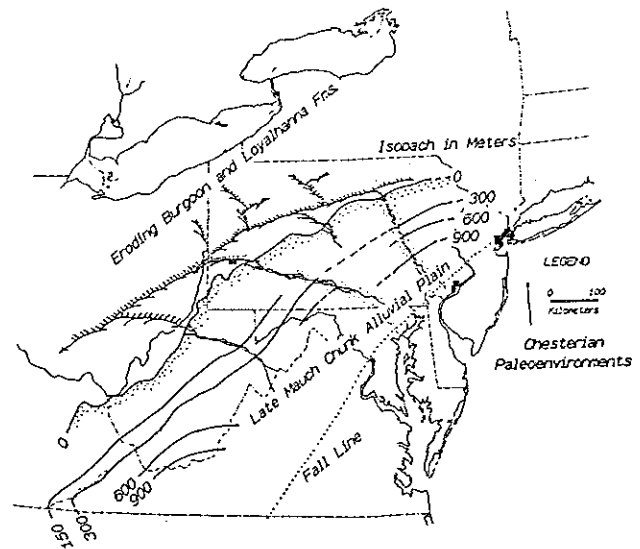 Eroding Burgoon and Loyalhanna Fns.
Isopach in Meters
0
300
600
900
LEGEND
0 100
Kilometers
Chesterian
Paleoenvironments
Late Mauch Chunk Alluvial Plain
Fall Line
0
600
900
150
300